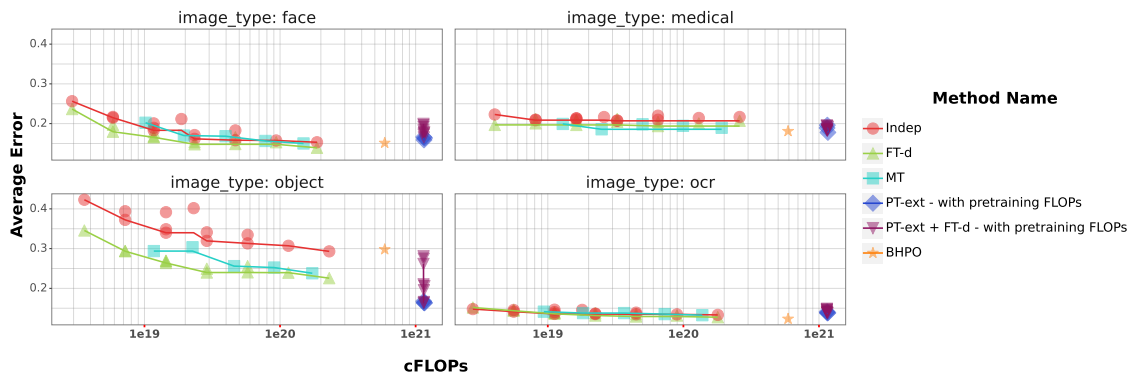 image_type: face
image_type: medical
0.4
0.3
0.2
image_type: object
image_type: ocr
0.4
0.3
0.2
1e19
1e20
1e21
1e19
1e20
1e21
Average Error
cFLOPs
Method Name
Indep
FT-d
MT
PT-ext - with pretraining FLOPs
PT-ext + FT-d - with pretraining FLOPs
BHPO